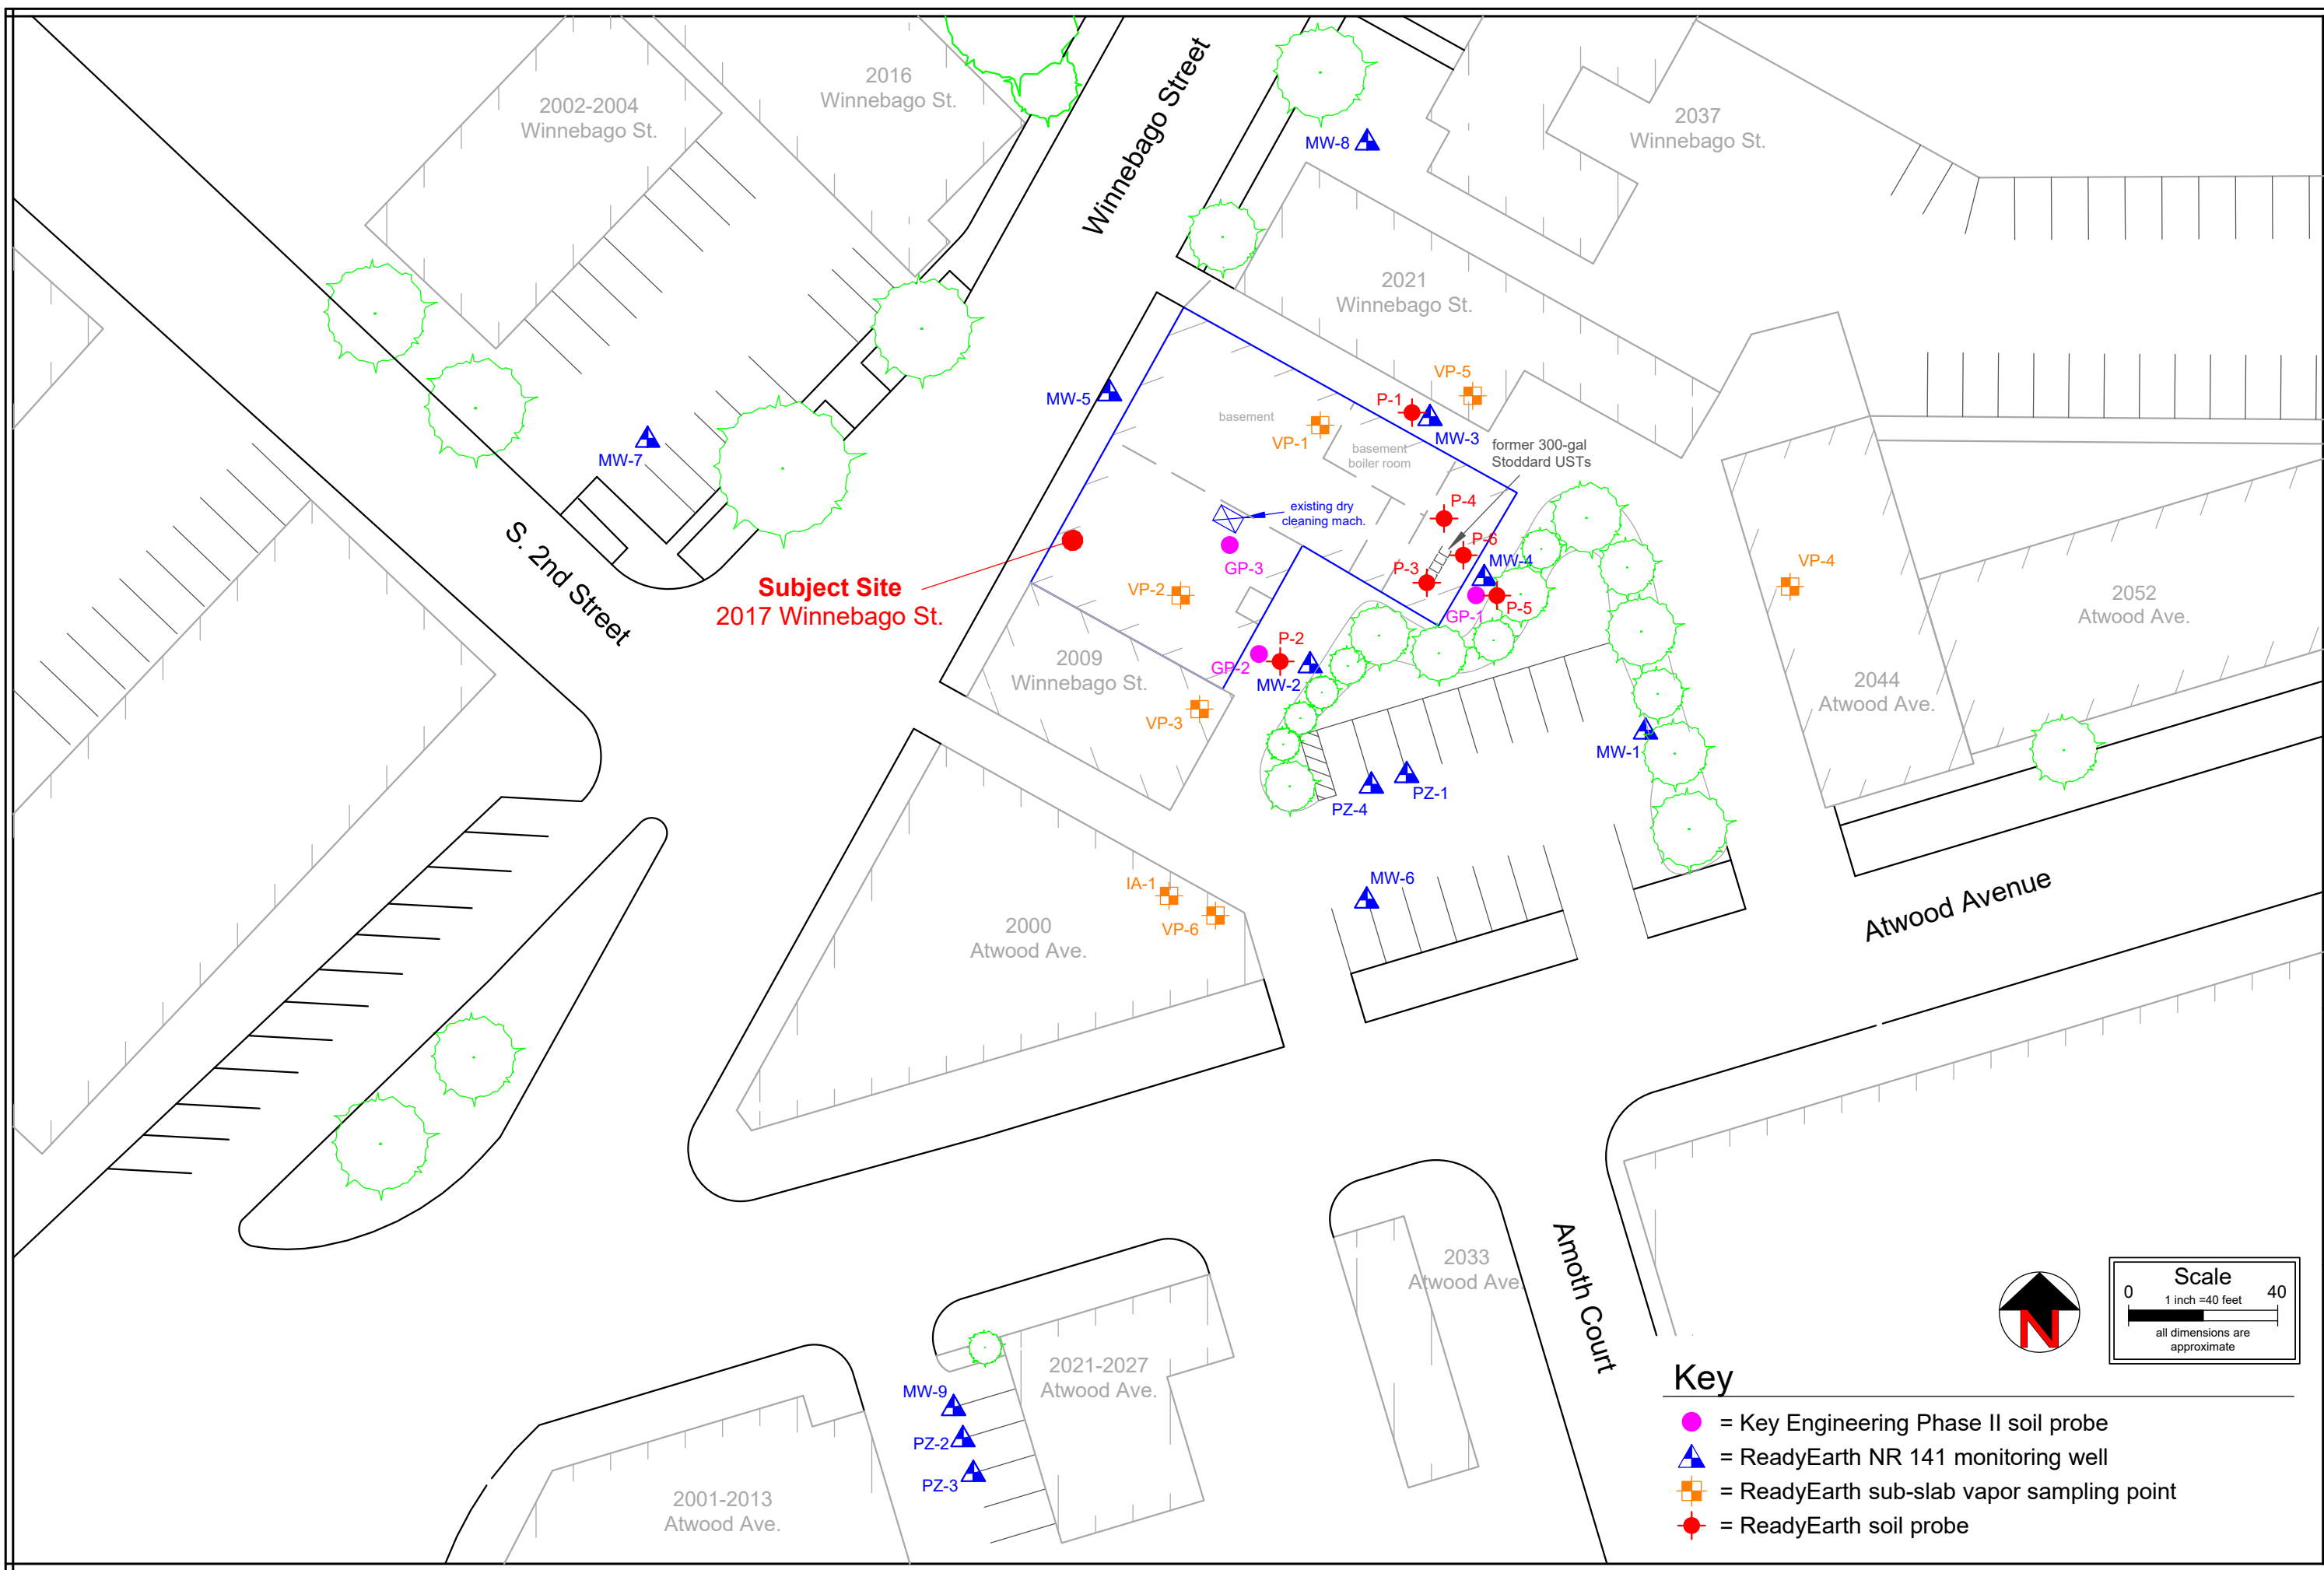 2002-2004
Winnebago St.
2016
Winnebago St.
Winnebago Street
MW-8
2037
Winnebago St.
2021
Winnebago St.
MW-5
MW-7
basement
VP-1
basement
boiler room
P-1
VP-5
MW-3
former 300-gal
Stoddard USTs
P-4
existing dry
cleaning mach.
P-6
MW-4
P-3
GP-1
P-5
GP-3
VP-2
Subject Site
2017 Winnebago St.
S. 2nd Street
2009
Winnebago St.
P-2
GP-2
MW-2
VP-3
VP-4
2052
Atwood Ave.
2044
Atwood Ave.
MW-1
PZ-4
PZ-1
MW-6
IA-1
VP-6
2000
Atwood Ave.
Atwood Avenue
2033
Atwood Ave.
Amoth Court
2021-2027
Atwood Ave.
MW-9
PZ-2
PZ-3
2001-2013
Atwood Ave.
N
Scale
0 40
1 inch =40 feet
all dimensions are
approximate
Key
= Key Engineering Phase II soil probe
= ReadyEarth NR 141 monitoring well
= ReadyEarth sub-slab vapor sampling point
= ReadyEarth soil probe